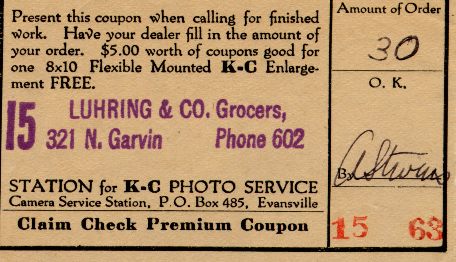 Present this coupon when calling for finished
work. Have your dealer fill in the amount of
your order. $5.00 worth of coupons good for
one 8x10 Flexible Mounted K-C Enlarge-
ment FREE.
15 LUHRING & CO. Grocers,
321 N. Garvin Phone 602
STATION for K-C PHOTO SERVICE
Camera Service Station, P.O. Box 485, Evansville
Claim Check Premium Coupon
Amount of Order
30
O. K.
By
15 63